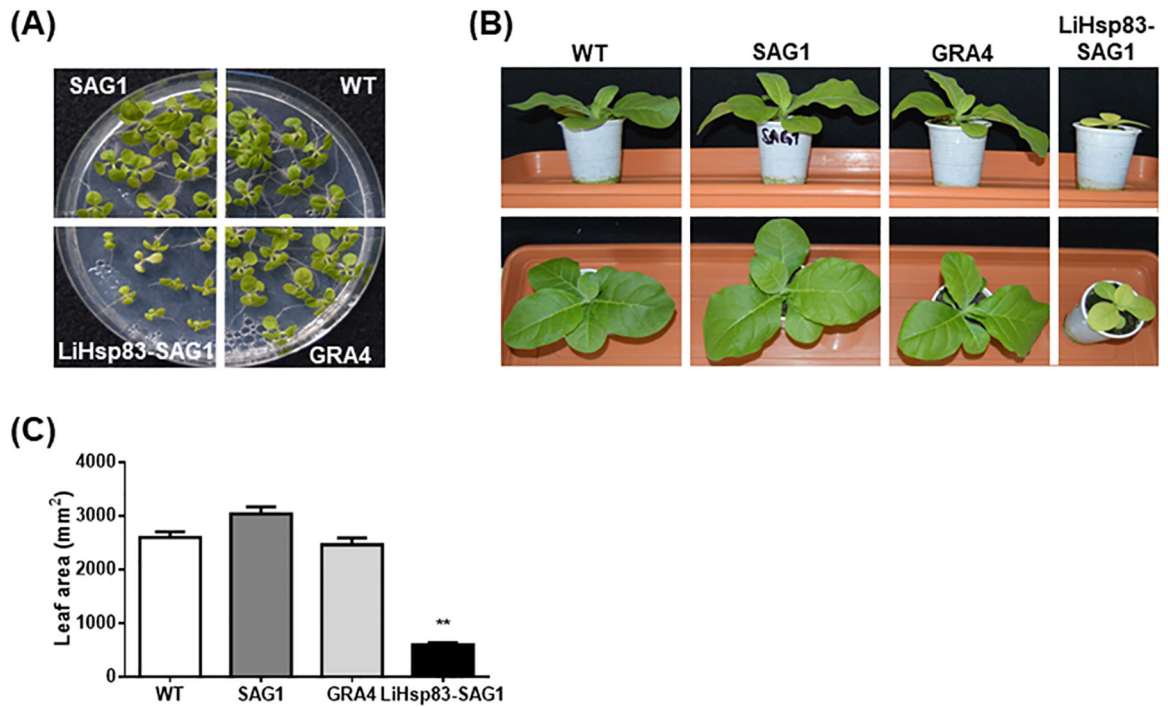 (A)
SAG1
WT
LiHsp83-SAG1
GRA4
(B)
WT
SAG1
GRA4
LiHsp83-
SAG1
SAG1
(C)
Leaf area (mm²)
4000
3000
2000
1000
0
**
WT
SAG1
GRA4
LiHsp83-SAG1